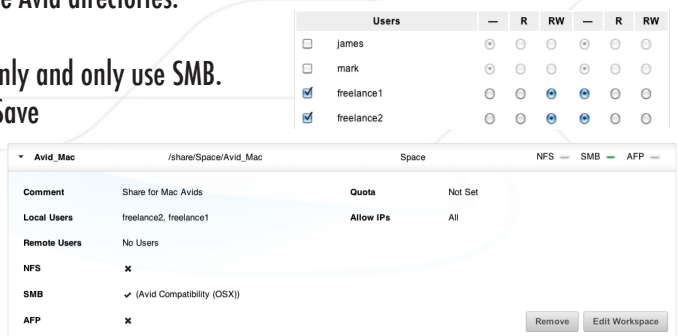 e Avid directories.
Users — R RW — R RW
james
mark
nly and only use SMB.
freelance1
Save
freelance2
Avid_Mac /share/Space/Avid_Mac Space NFS SMB AFP
Comment Share for Mac Avids Quota Not Set
Local Users freelance2, freelance1 Allow IPs All
Remote Users No Users
NFS ✖
SMB ✔ (Avid Compatibility (OSX))
AFP ✖ Remove Edit Workspace